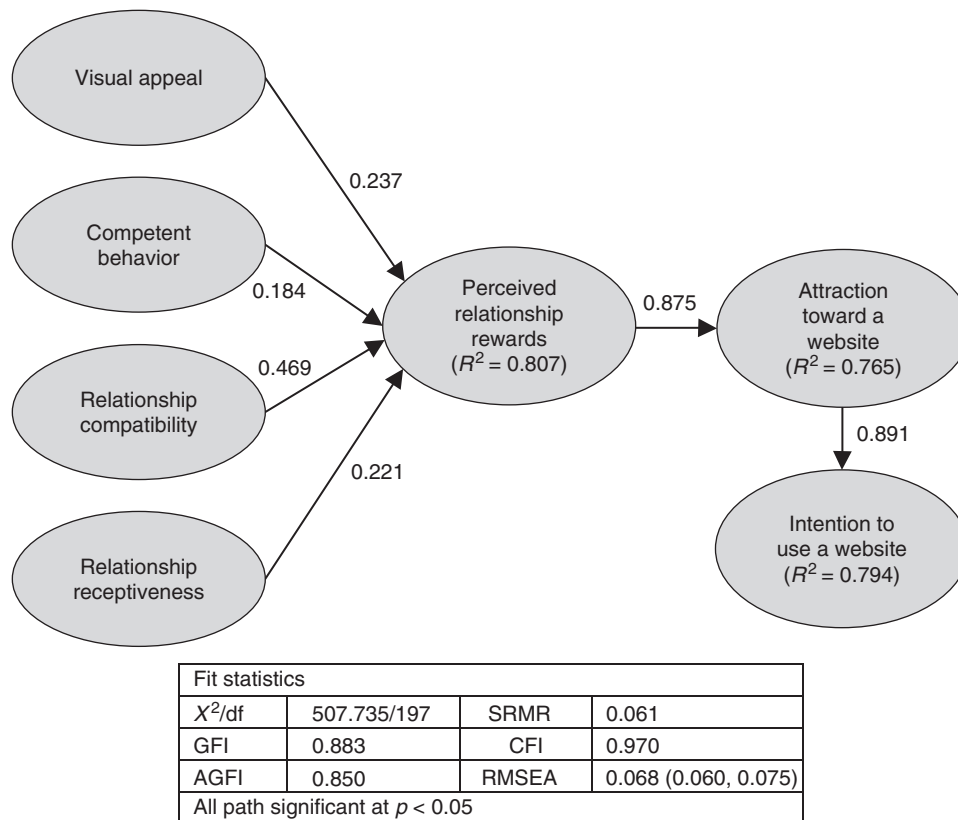 Visual appeal
0.237
Competent
behavior
0.184
Perceived
relationship
rewards
(R² = 0.807)
0.875
Attraction
toward a
website
(R² = 0.765)
0.469
Relationship
compatibility
0.891
0.221
Intention to
use a website
(R² = 0.794)
Relationship
receptiveness
Fit statistics
X²/df 507.735/197 SRMR 0.061
GFI 0.883 CFI 0.970
AGFI 0.850 RMSEA 0.068 (0.060, 0.075)
All path significant at p < 0.05